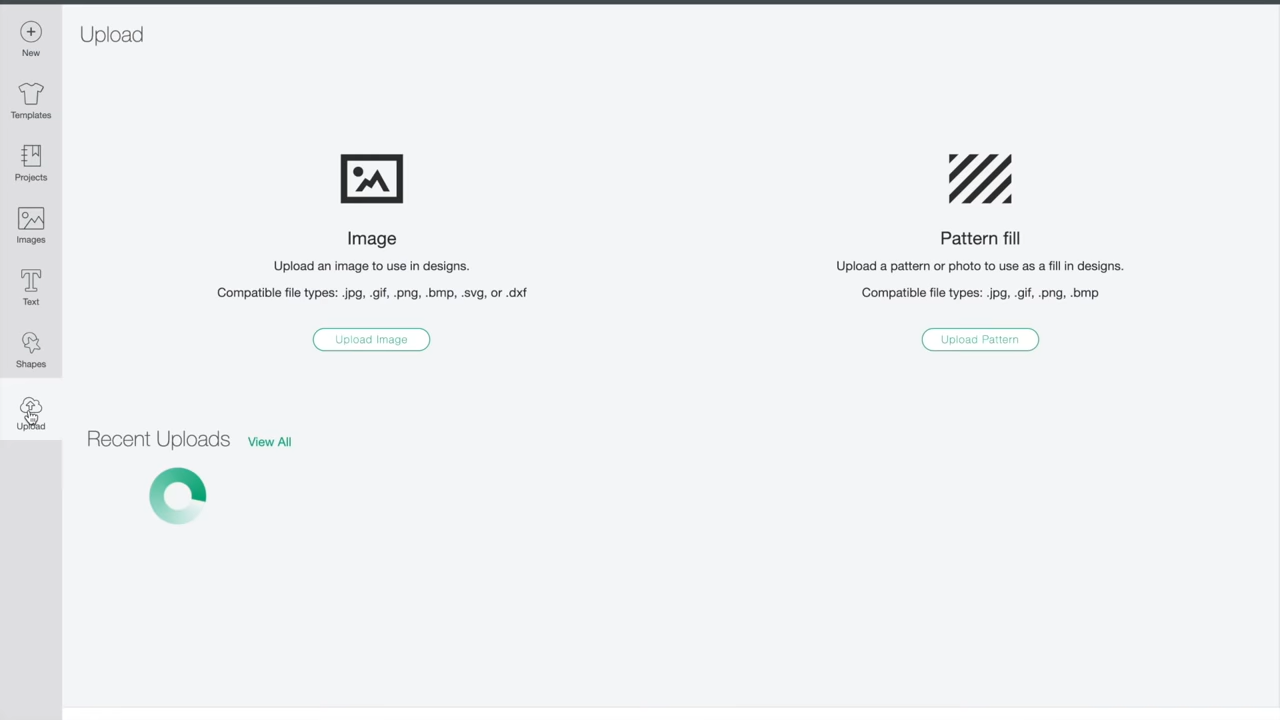 New
Templates
Projects
Images
Text
Shapes
Upload
Upload
Image
Upload an image to use in designs.
Compatible file types: .jpg, .gif, .png, .bmp, .svg, or .dxf
Upload Image
Pattern fill
Upload a pattern or photo to use as a fill in designs.
Compatible file types: .jpg, .gif, .png, .bmp
Upload Pattern
Recent Uploads View All